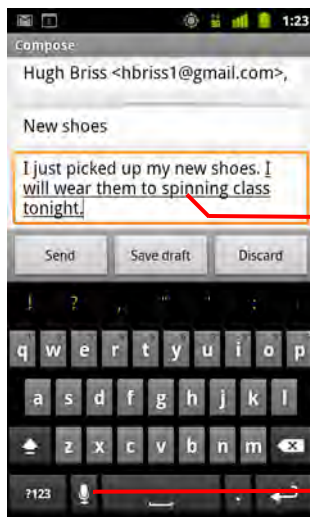 1:23
Compose
Hugh Briss <hbriss1@gmail.com>,
New shoes
I just picked up my new shoes. I
will wear them to spinning class
tonight.
Send Save draft Discard
! ? , " " :
q w e r t y u i o p
a s d f g h j k l
z x c v b n m
?123 .